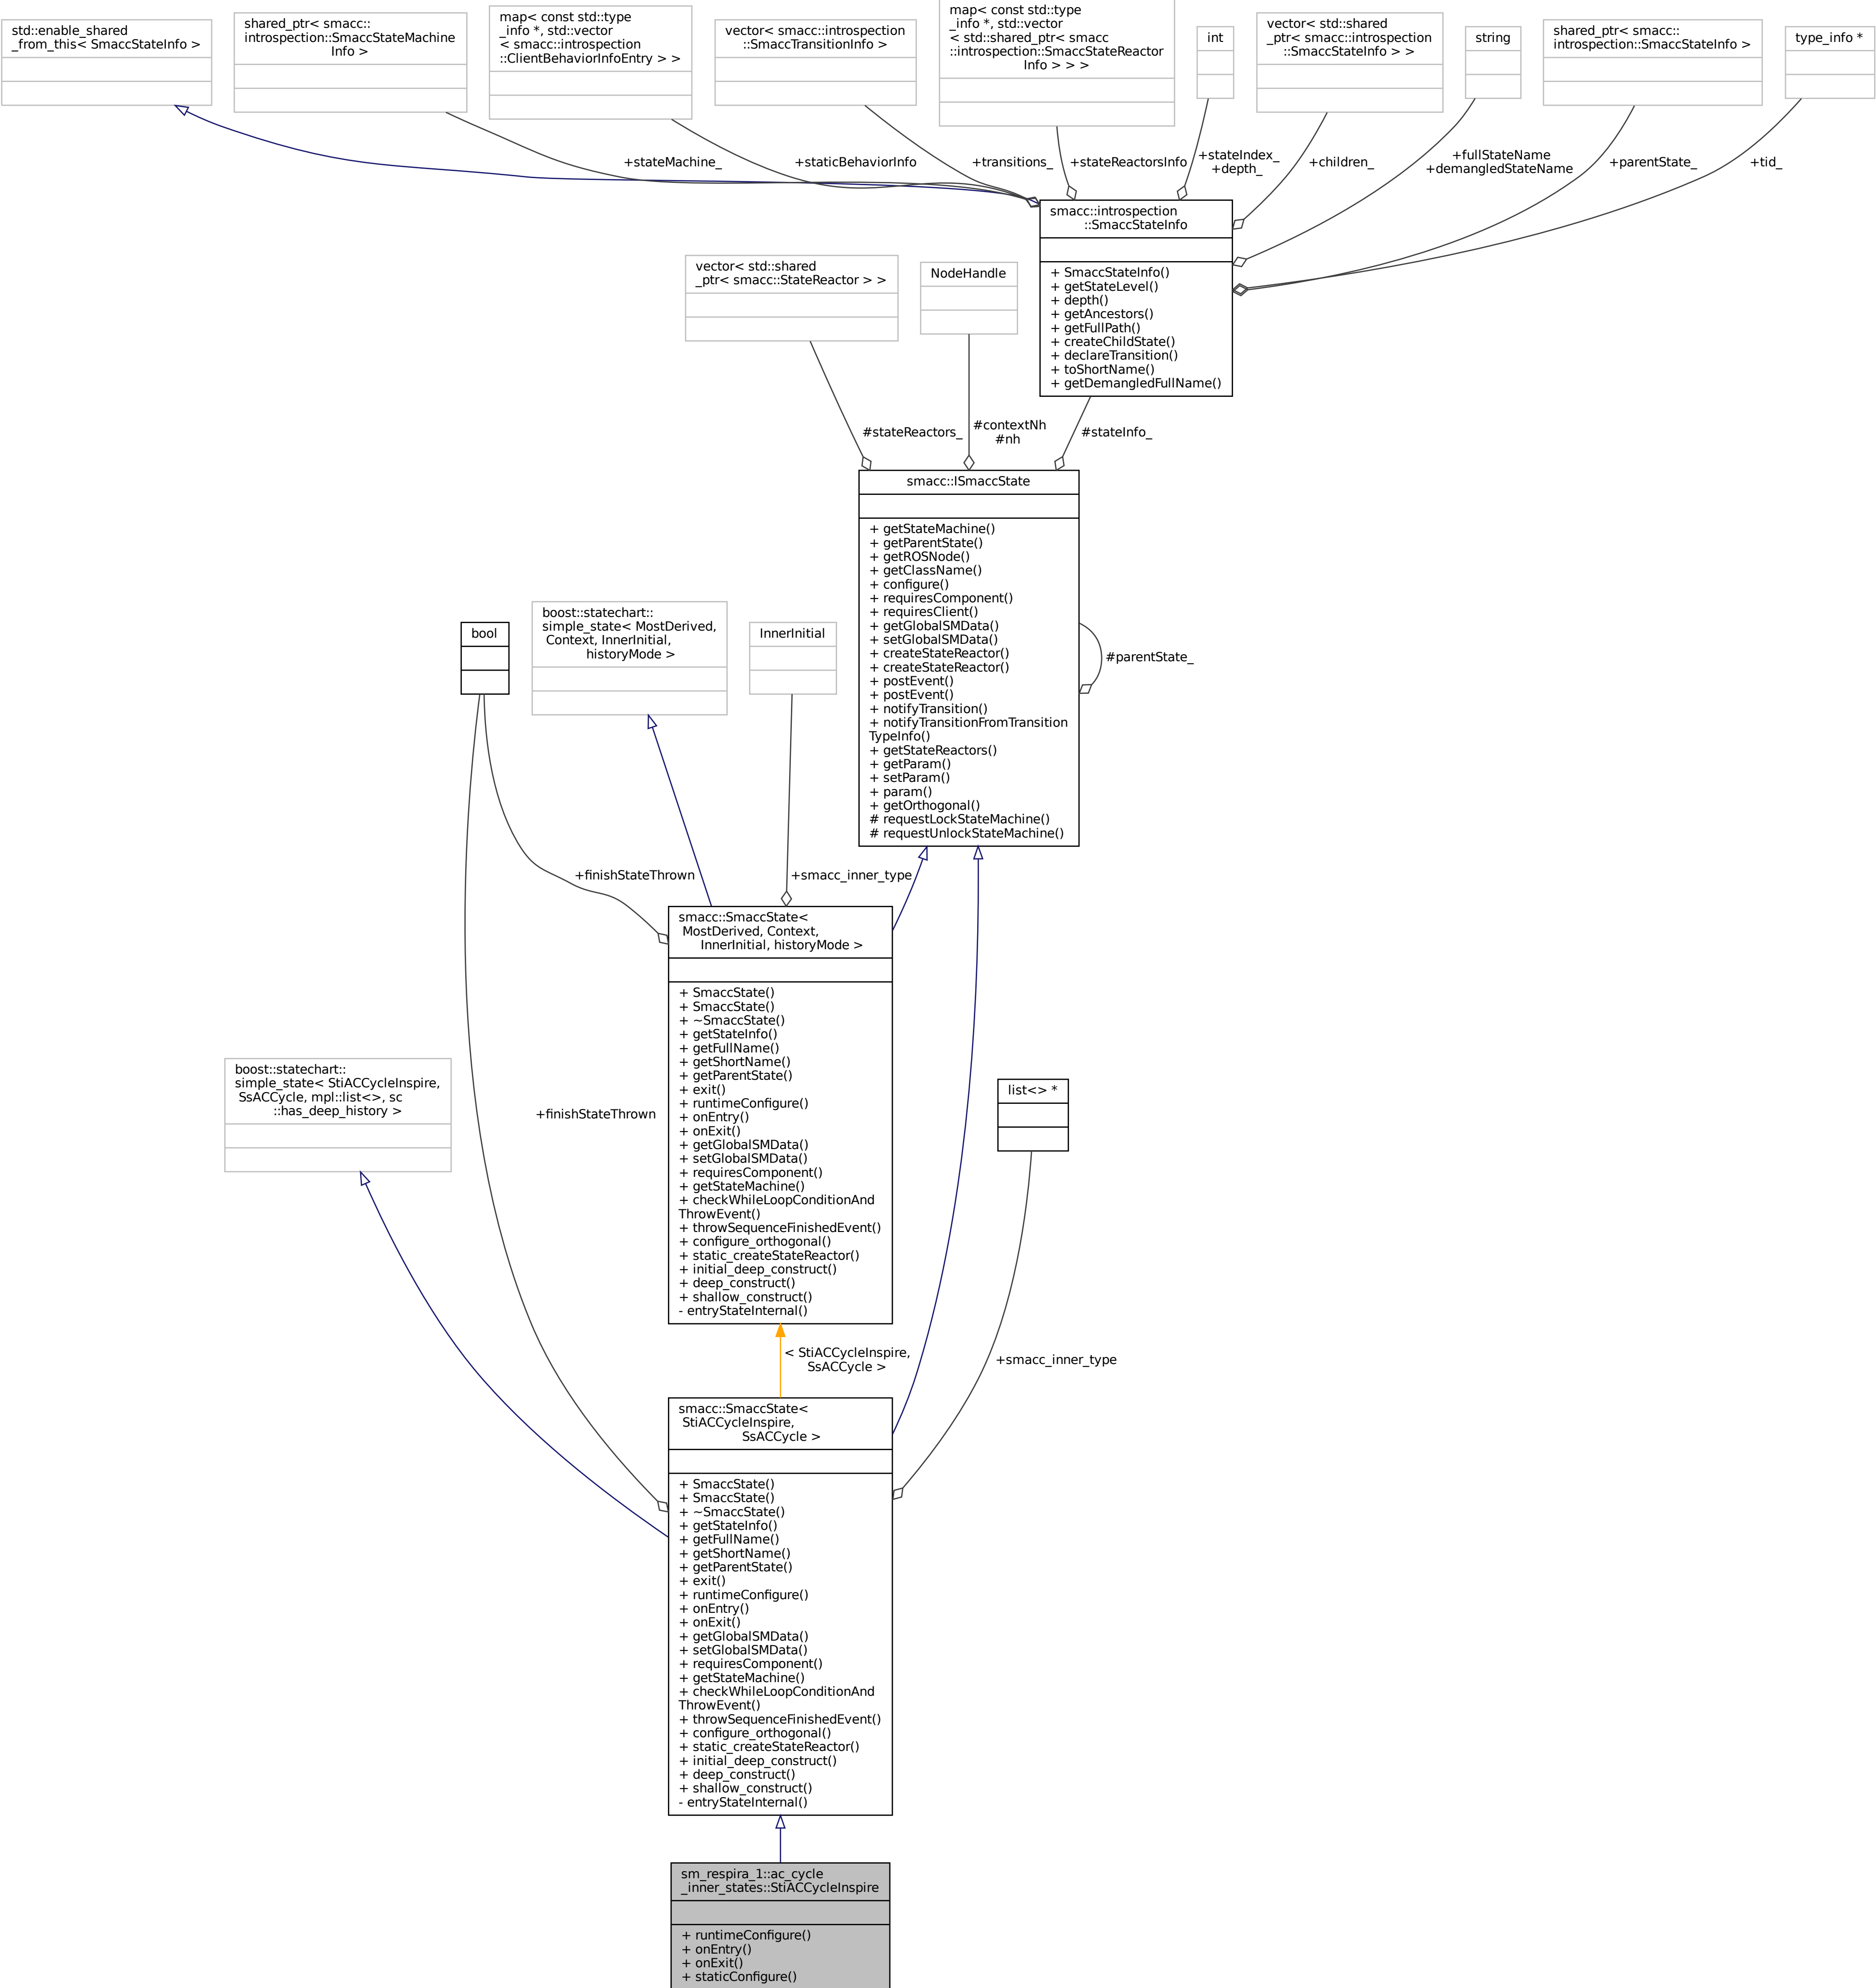 std::enable_shared
_from_this< SmaccStateInfo >
shared_ptr< smacc::
introspection::SmaccStateMachine
Info >
map< const std::type
_info *, std::vector
< smacc::introspection
::ClientBehaviorInfoEntry > >
vector< smacc::introspection
::SmaccTransitionInfo >
map< const std::type
_info *, std::vector
< std::shared_ptr< smacc
::introspection::SmaccStateReactor
Info > > >
int
vector< std::shared
_ptr< smacc::introspection
::SmaccStateInfo > >
string
shared_ptr< smacc::
introspection::SmaccStateInfo >
type_info *
+stateMachine_
+staticBehaviorInfo
+transitions_
+stateReactorsInfo
+stateIndex_
+depth_
+children_
+fullStateName
+demangledStateName
+parentState_
+tid_
smacc::introspection
::SmaccStateInfo
+ SmaccStateInfo()
+ getStateLevel()
+ depth()
+ getAncestors()
+ getFullPath()
+ createChildState()
+ declareTransition()
+ toShortName()
+ getDemangledFullName()
vector< std::shared
_ptr< smacc::StateReactor > >
NodeHandle
#stateReactors_
#contextNh
#nh
#stateInfo_
smacc::ISmaccState
+ getStateMachine()
+ getParentState()
+ getROSNode()
+ getClassName()
+ configure()
+ requiresComponent()
+ requiresClient()
+ getGlobalSMData()
+ setGlobalSMData()
+ createStateReactor()
+ createStateReactor()
+ postEvent()
+ postEvent()
+ notifyTransition()
+ notifyTransitionFromTransition
TypeInfo()
+ getStateReactors()
+ getParam()
+ setParam()
+ param()
+ getOrthogonal()
# requestLockStateMachine()
# requestUnlockStateMachine()
#parentState_
bool
boost::statechart::
simple_state< MostDerived,
Context, InnerInitial,
historyMode >
InnerInitial
+finishStateThrown
+smacc_inner_type
smacc::SmaccState<
MostDerived, Context,
InnerInitial, historyMode >
+ SmaccState()
+ SmaccState()
+ ~SmaccState()
+ getStateInfo()
+ getFullName()
+ getShortName()
+ getParentState()
+ exit()
+ runtimeConfigure()
+ onEntry()
+ onExit()
+ getGlobalSMData()
+ setGlobalSMData()
+ requiresComponent()
+ getStateMachine()
+ checkWhileLoopConditionAnd
ThrowEvent()
+ throwSequenceFinishedEvent()
+ configure_orthogonal()
+ static_createStateReactor()
+ initial_deep_construct()
+ deep_construct()
+ shallow_construct()
- entryStateInternal()
boost::statechart::
simple_state< StiACCycleInspire,
SsACCycle, mpl::list<>, sc
::has_deep_history >
+finishStateThrown
list<> *
< StiACCycleInspire,
SsACCycle >
+smacc_inner_type
smacc::SmaccState<
StiACCycleInspire,
SsACCycle >
+ SmaccState()
+ SmaccState()
+ ~SmaccState()
+ getStateInfo()
+ getFullName()
+ getShortName()
+ getParentState()
+ exit()
+ runtimeConfigure()
+ onEntry()
+ onExit()
+ getGlobalSMData()
+ setGlobalSMData()
+ requiresComponent()
+ getStateMachine()
+ checkWhileLoopConditionAnd
ThrowEvent()
+ throwSequenceFinishedEvent()
+ configure_orthogonal()
+ static_createStateReactor()
+ initial_deep_construct()
+ deep_construct()
+ shallow_construct()
- entryStateInternal()
sm_respira_1::ac_cycle
_inner_states::StiACCycleInspire
+ runtimeConfigure()
+ onEntry()
+ onExit()
+ staticConfigure()